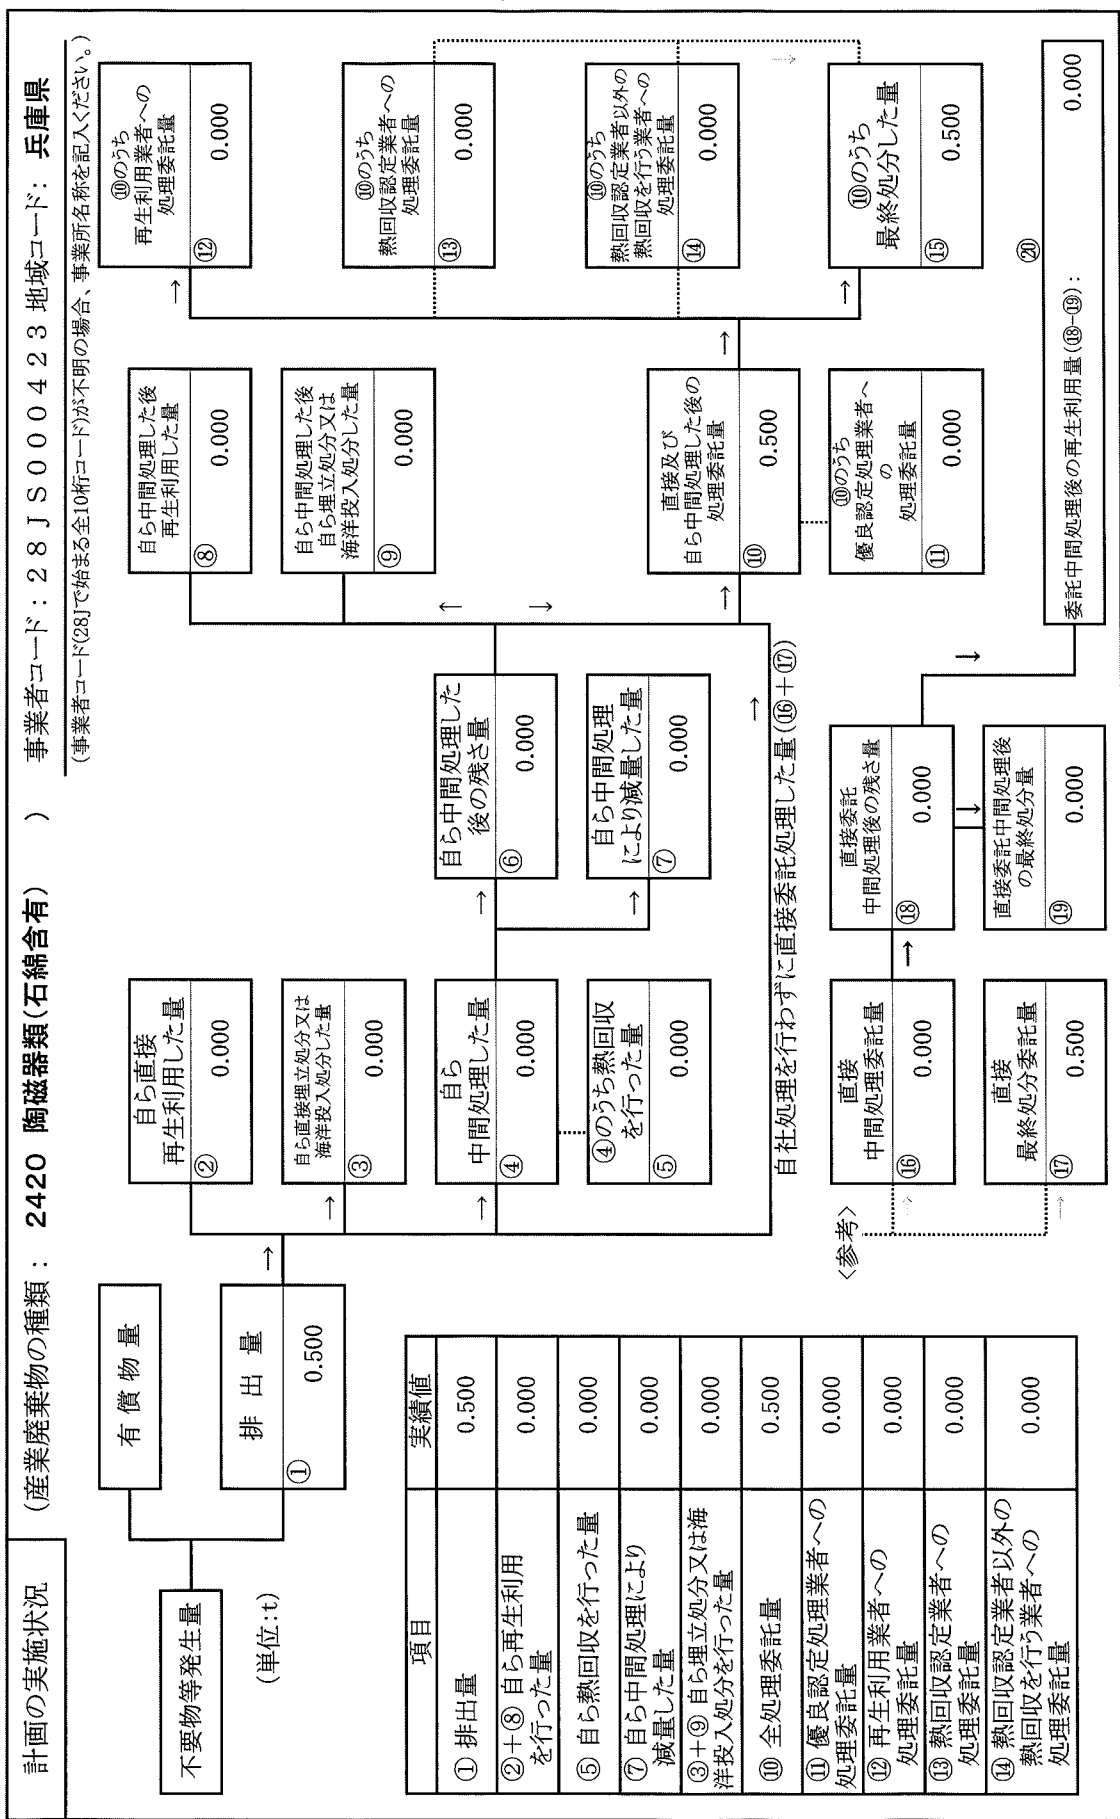 計画の実施状況
(産業廃棄物の種類： 2420 陶磁器類(石綿含有) )
事業者コード：２８ＪＳ０００４２３ 地域コード： 兵庫県
(事業者コード(28Jで始まる全10桁コード)が不明の場合、事業所名称を記入ください。)
不要物等発生量
(単位:t)
有償物量
排出量
① 0.500
自ら直接
再生利用した量
② 0.000
自ら直接埋立処分又は
海洋投入処分した量
③ 0.000
自ら
中間処理した量
④ 0.000
④のうち熱回収
を行った量
⑤ 0.000
自ら中間処理した
後の残さ量
⑥ 0.000
自ら中間処理
により減量した量
⑦ 0.000
自ら中間処理した後
再生利用した量
⑧ 0.000
自ら中間処理した後
自ら埋立処分又は
海洋投入処分した量
⑨ 0.000
直接及び
自ら中間処理した後の
処理委託量
⑩ 0.500
⑩のうち
優良認定処理業者へ
の
処理委託量
⑪ 0.000
⑩のうち
再生利用業者への
処理委託量
⑫ 0.000
⑩のうち
熱回収認定業者への
処理委託量
⑬ 0.000
⑩のうち
熱回収認定業者以外の
熱回収を行う業者への
処理委託量
⑭ 0.000
⑩のうち
最終処分した量
⑮ 0.500
自社処理を行わずに直接委託処理した量(⑯+⑰)
<参考>
直接
中間処理委託量
⑯ 0.000
直接
最終処分委託量
⑰ 0.500
直接委託
中間処理後の残さ量
⑱ 0.000
直接委託中間処理後
の最終処分量
⑲ 0.000
⑳
委託中間処理後の再生利用量(⑱-⑲)： 0.000
項目 実績値
① 排出量 0.500
②+⑧ 自ら再生利用
を行った量 0.000
⑤ 自ら熱回収を行った量 0.000
⑦ 自ら中間処理により
減量した量 0.000
③+⑨ 自ら埋立処分又は海
洋投入処分を行った量 0.000
⑩ 全処理委託量 0.500
⑪ 優良認定処理業者への
処理委託量 0.000
⑫ 再生利用業者への
処理委託量 0.000
⑬ 熱回収認定業者への
処理委託量 0.000
⑭ 熱回収認定業者以外の
熱回収を行う業者への
処理委託量 0.000